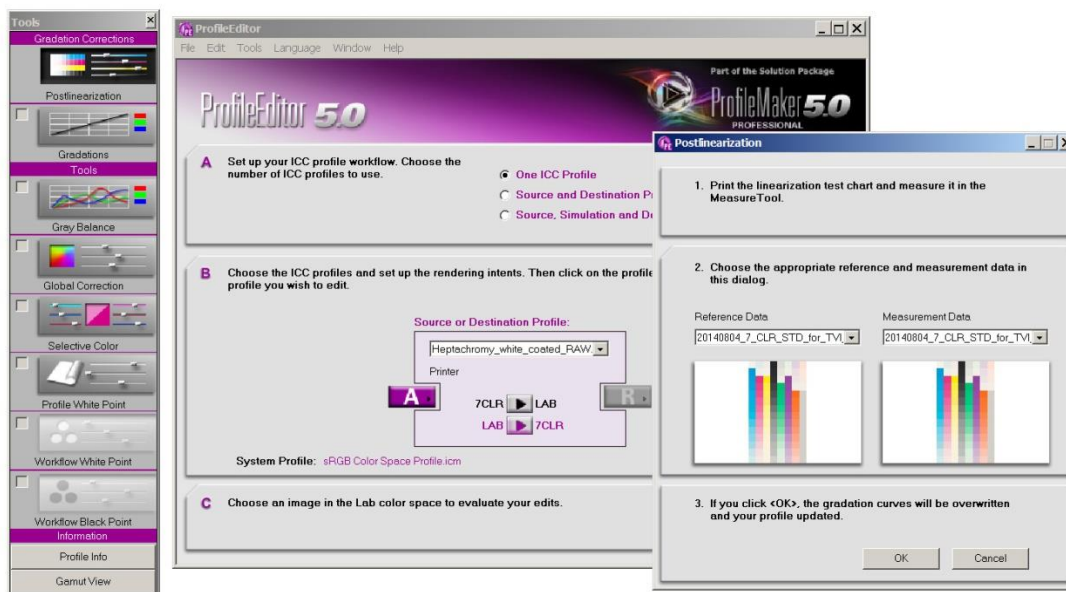 Tools
Gradation Corrections
Postlinearization
Gradations
Tools
Gray Balance
Global Correction
Selective Color
Profile White Point
Workflow White Point
Workflow Black Point
Information
Profile Info
Gamut View
ProfileEditor
File Edit Tools Language Window Help
ProfileEditor 5.0
Part of the Solution Package
ProfileMaker 5.0
PROFESSIONAL
A Set up your ICC profile workflow. Choose the
number of ICC profiles to use.
One ICC Profile
Source and Destination P
Source, Simulation and D
B Choose the ICC profiles and set up the rendering intents. Then click on the profile
profile you wish to edit.
Source or Destination Profile:
Heptachromy_white_coated_RAW.
Printer
A
R
7CLR LAB
LAB 7CLR
System Profile: sRGB Color Space Profile.icm
C Choose an image in the Lab color space to evaluate your edits.
Postlinearization
1. Print the linearization test chart and measure it in the
MeasureTool.
2. Choose the appropriate reference and measurement data in
this dialog.
Reference Data
Measurement Data
20140804_7_CLR_STD_for_TVI_
20140804_7_CLR_STD_for_TVI_
3. If you click <OK>, the gradation curves will be overwritten
and your profile updated.
OK
Cancel